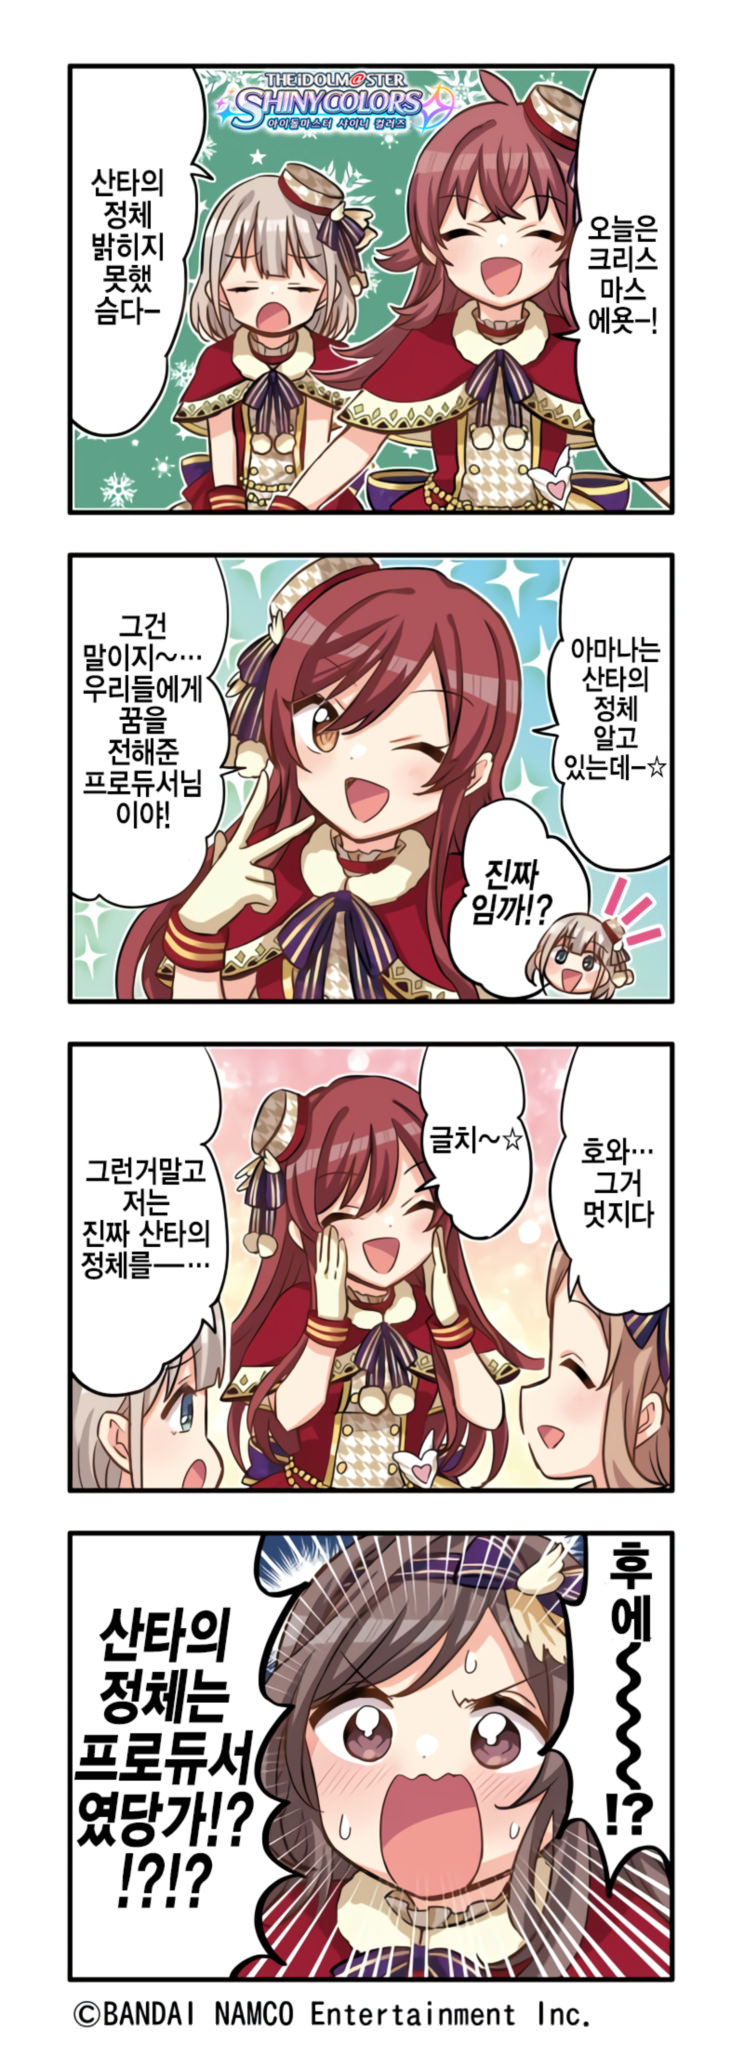 THE iDOLM@STER
SHINYCOLORS
아이돌마스터 샤이니 컬러즈
오늘은
크리스
마스
에욧ー!
산타의
정체
밝히지
못했
슴다ー
아마나는
산타의
정체
알고
있는데ー☆
그건
말이지~…
우리들에게
꿈을
전해준
프로듀서님
이야!
진짜
임까!?
호와…
그거
멋지다
글치~☆
그런거말고
저는
진짜 산타의
정체를──…
후에~~~~!?
산타의
정체는
프로듀서
였당가!?
!?!?
©BANDAI NAMCO Entertainment Inc.